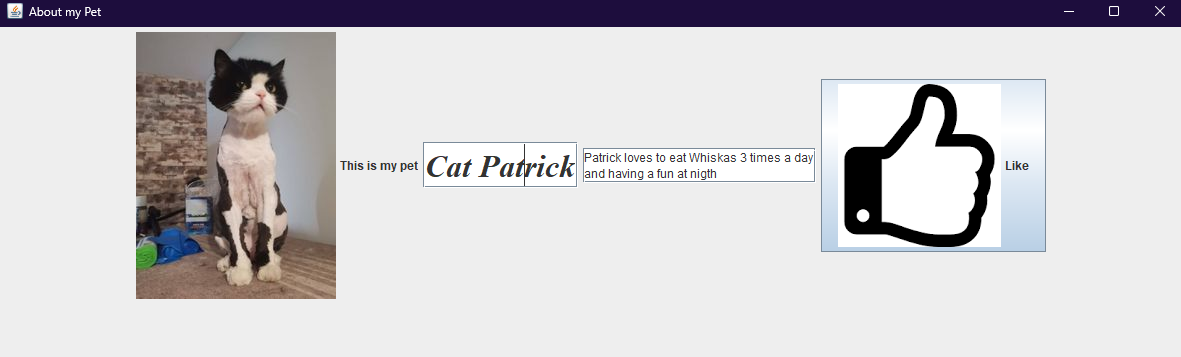 About my Pet
This is my pet
Cat Patrick
Patrick loves to eat Whiskas 3 times a day
and having a fun at nigth
Like